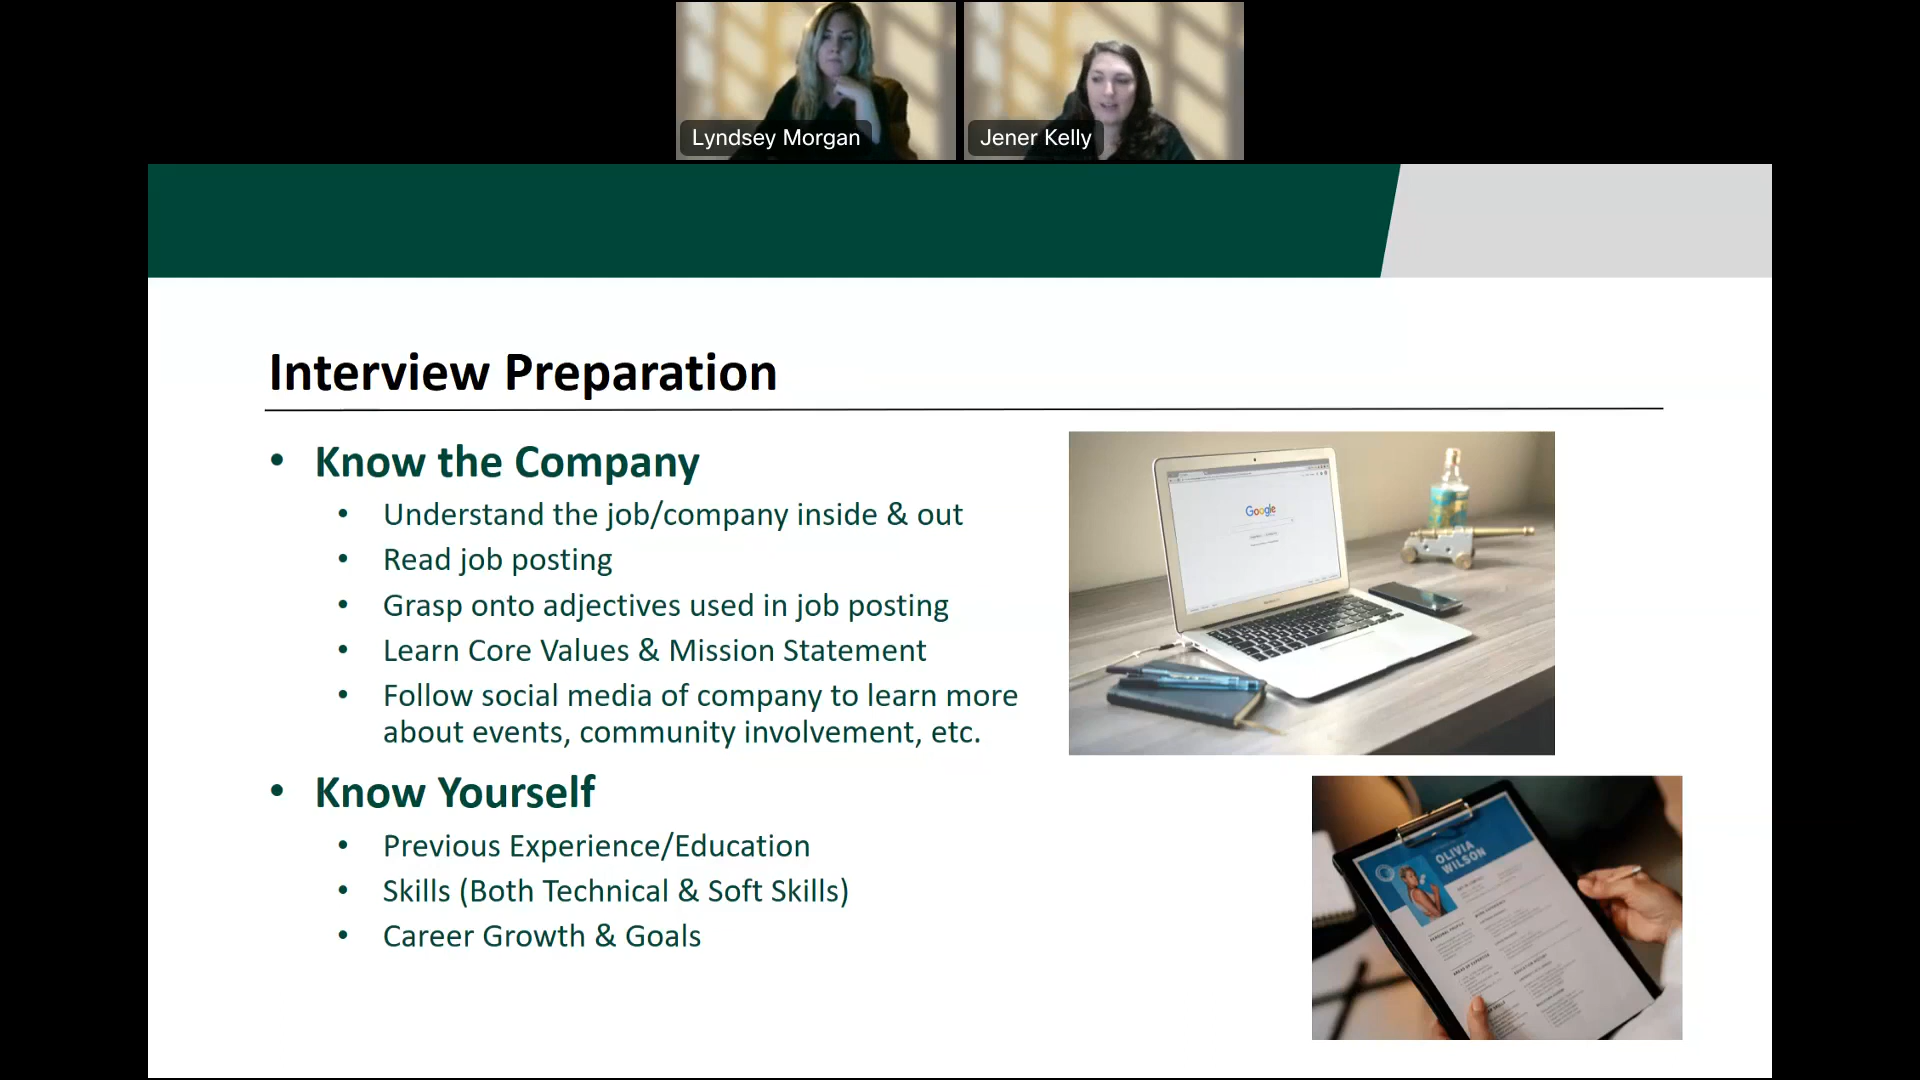 Lyndsey Morgan
Jener Kelly
Interview Preparation
• Know the Company
• Understand the job/company inside & out
• Read job posting
• Grasp onto adjectives used in job posting
• Learn Core Values & Mission Statement
• Follow social media of company to learn more
about events, community involvement, etc.
Google
• Know Yourself
• Previous Experience/Education
• Skills (Both Technical & Soft Skills)
• Career Growth & Goals
OLIVIA
WILSON